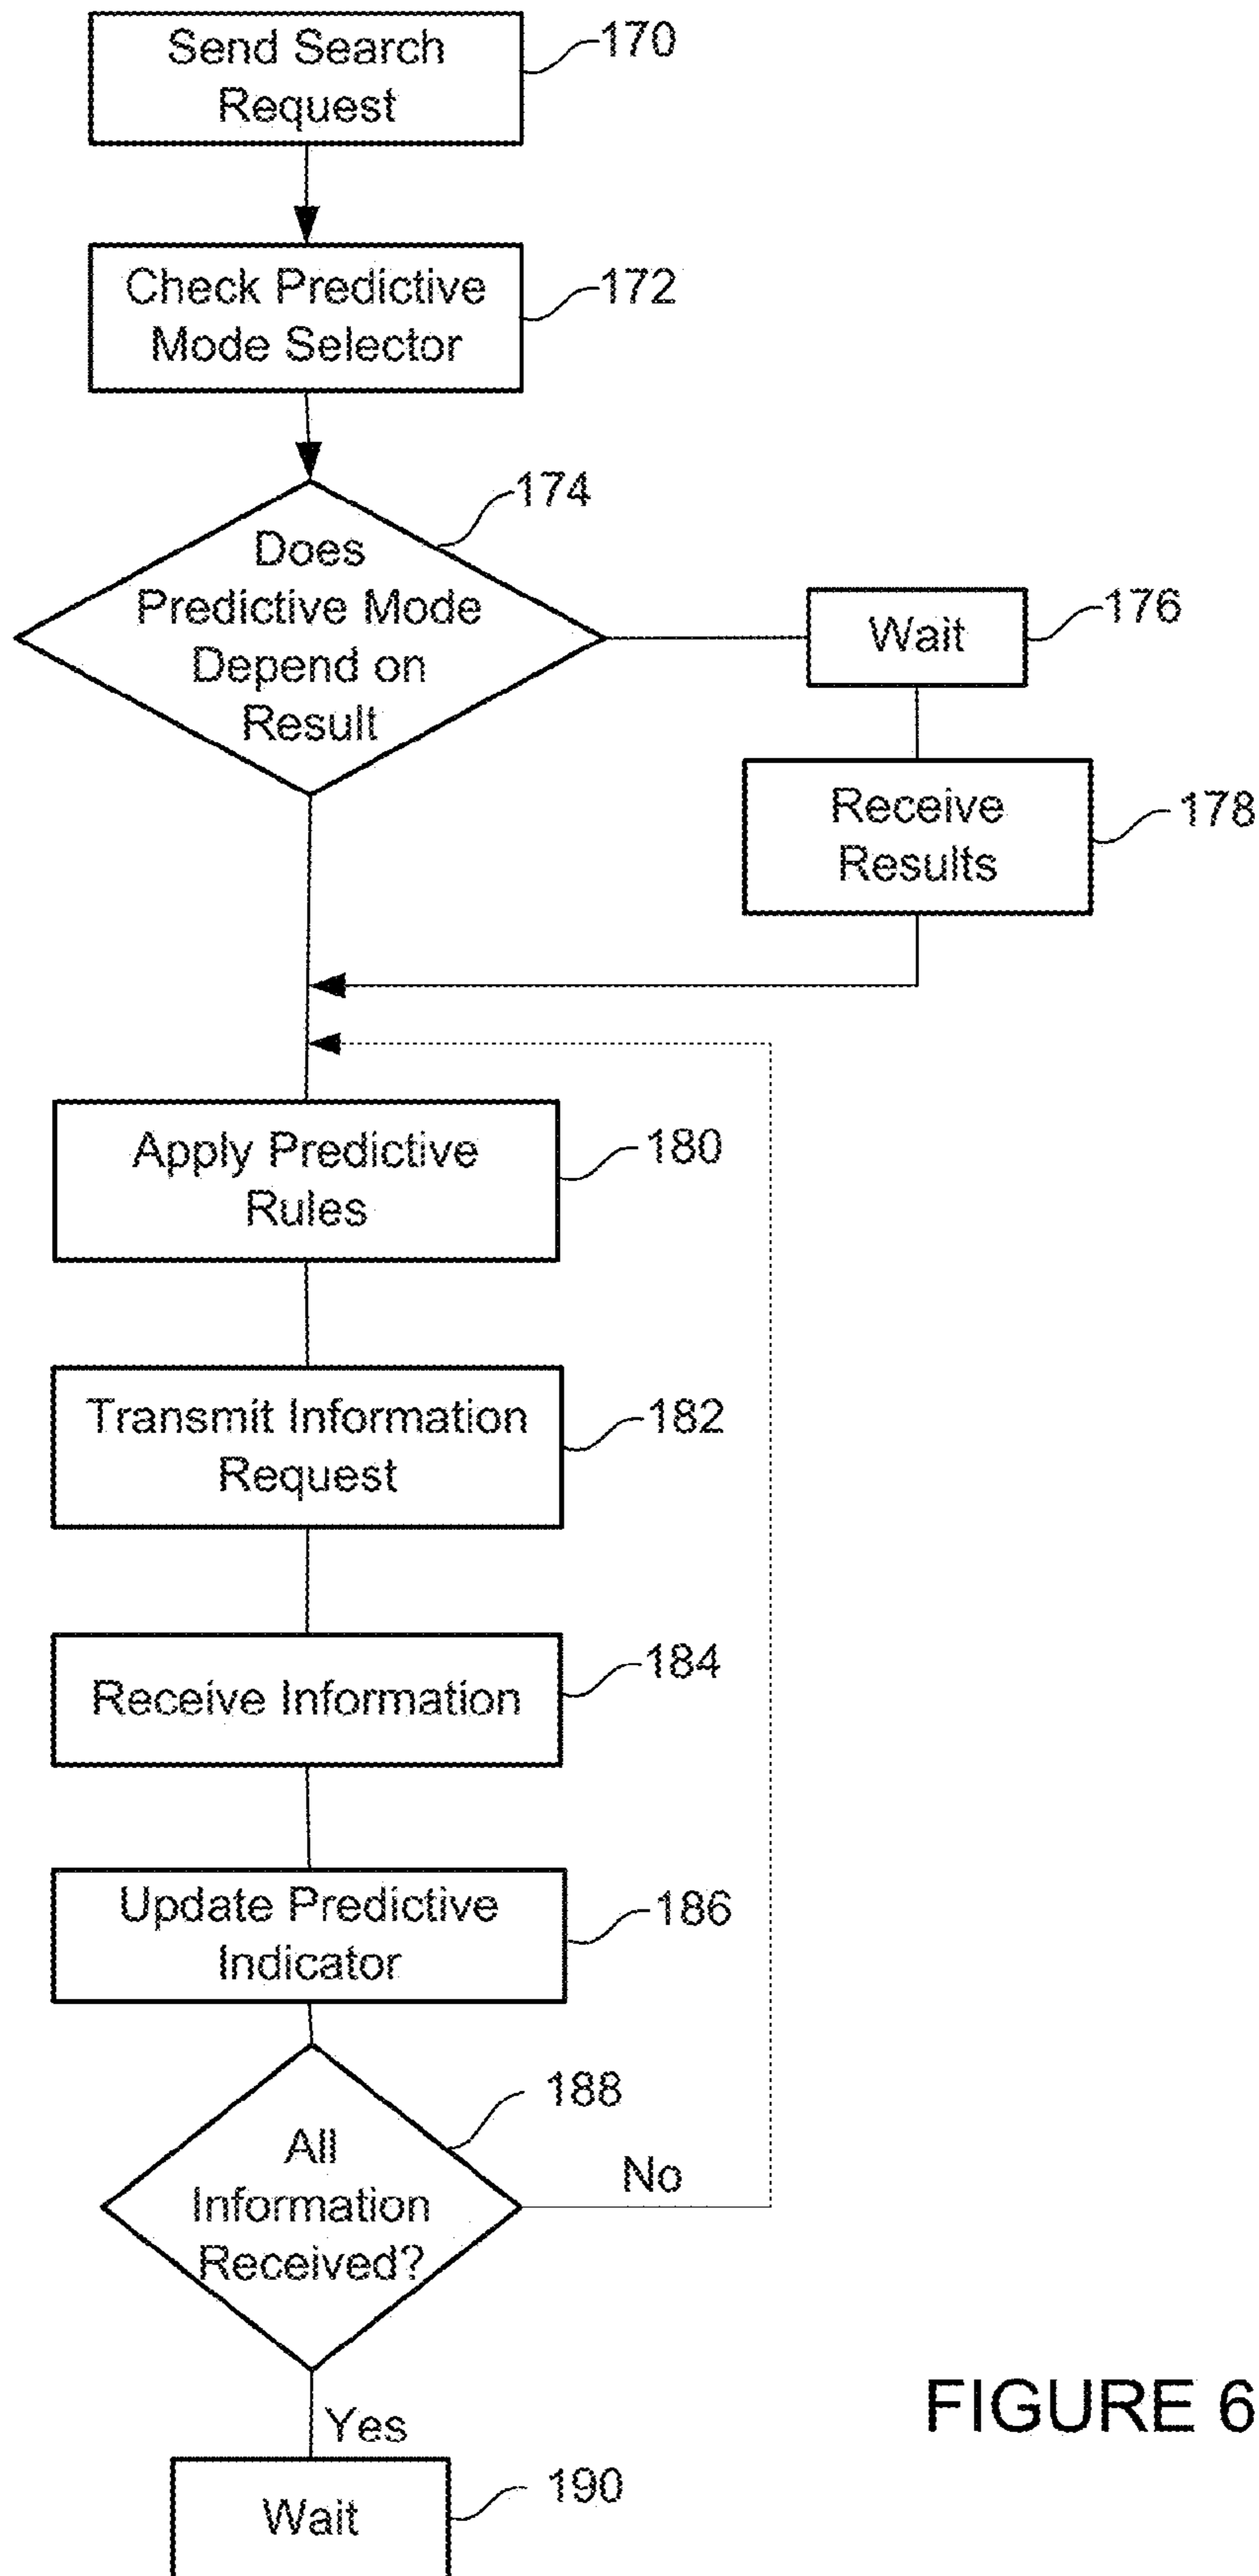 Send Search
Request
170
Check Predictive
Mode Selector
172
174
Does
Predictive Mode
Depend on
Result
Wait
176
Receive
Results
178
Apply Predictive
Rules
180
Transmit Information
Request
182
Receive Information
184
Update Predictive
Indicator
186
188
All
Information
Received?
No
Yes
Wait
190
FIGURE 6